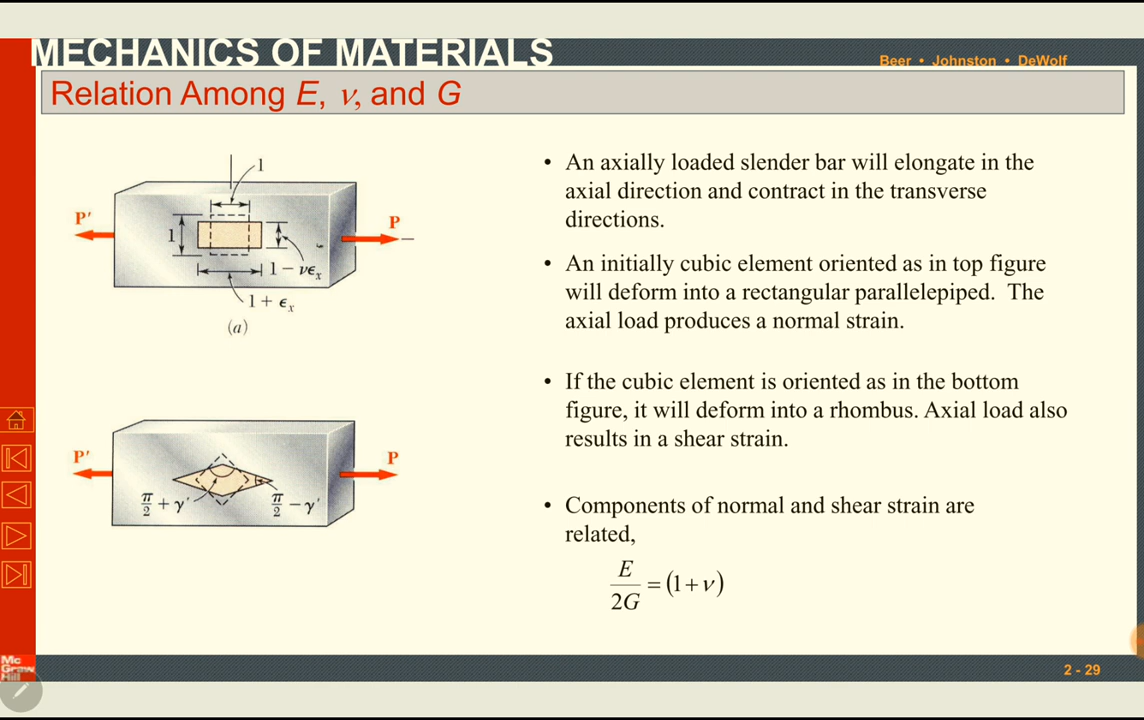 MECHANICS OF MATERIALS
Beer • Johnston • DeWolf
Relation Among E, ν, and G
1
P′
P
1
1 − νϵₓ
1 + ϵₓ
(a)
P′
P
π/2 + γ′
π/2 − γ′
• An axially loaded slender bar will elongate in the
axial direction and contract in the transverse
directions.
• An initially cubic element oriented as in top figure
will deform into a rectangular parallelepiped. The
axial load produces a normal strain.
• If the cubic element is oriented as in the bottom
figure, it will deform into a rhombus. Axial load also
results in a shear strain.
• Components of normal and shear strain are
related,
E/2G = (1 + ν)
Mc
Graw
Hill
2 - 29